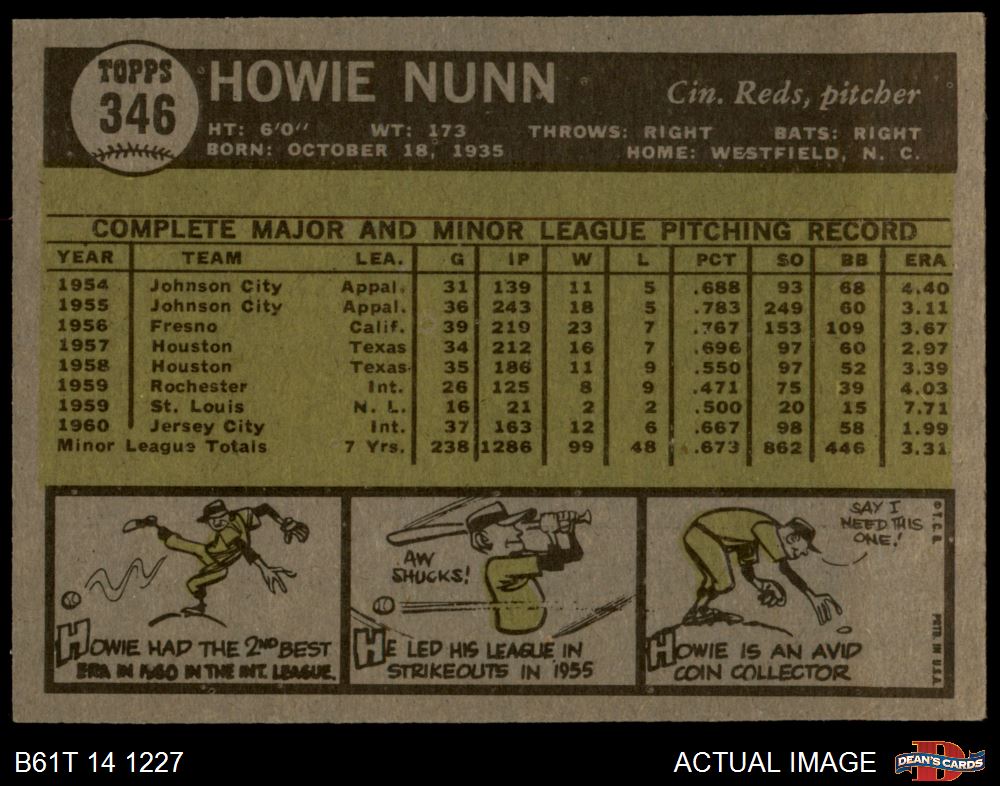 TOPPS
346
HOWIE NUNN
Cin. Reds, pitcher
HT: 6'0" WT: 173 THROWS: RIGHT BATS: RIGHT
BORN: OCTOBER 18, 1935 HOME: WESTFIELD, N. C.
COMPLETE MAJOR AND MINOR LEAGUE PITCHING RECORD
YEAR TEAM LEA. G IP W L PCT SO BB ERA
1954 Johnson City Appal. 31 139 11 5 .688 93 68 4.40
1955 Johnson City Appal. 36 243 18 5 .783 249 60 3.11
1956 Fresno Calif. 39 219 23 7 .767 153 109 3.67
1957 Houston Texas 34 212 16 7 .696 97 60 2.97
1958 Houston Texas 35 186 11 9 .550 97 52 3.39
1959 Rochester Int. 26 125 8 9 .471 75 39 4.03
1959 St. Louis N. L. 16 21 2 2 .500 20 15 7.71
1960 Jersey City Int. 37 163 12 6 .667 98 58 1.99
Minor League Totals 7 Yrs. 238 1286 99 48 .673 862 446 3.31
HOWIE HAD THE 2ND BEST
ERA IN 1960 IN THE INT. LEAGUE.
AW
SHUCKS!
HE LED HIS LEAGUE IN
STRIKEOUTS IN 1955
SAY I
NEED THIS
ONE!
HOWIE IS AN AVID
COIN COLLECTOR
©T.C.G.
PRTD. IN U.S.A.
B61T 14 1227
ACTUAL IMAGE
D
DEAN'S CARDS